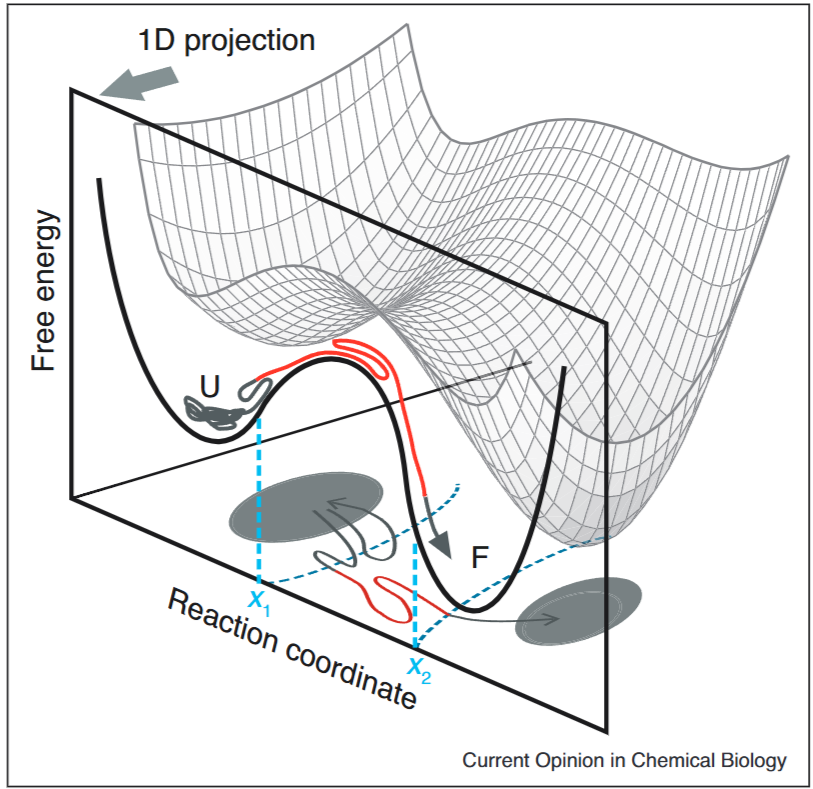 1D projection
Free energy
U
F
x1
Reaction coordinate
x2
Current Opinion in Chemical Biology